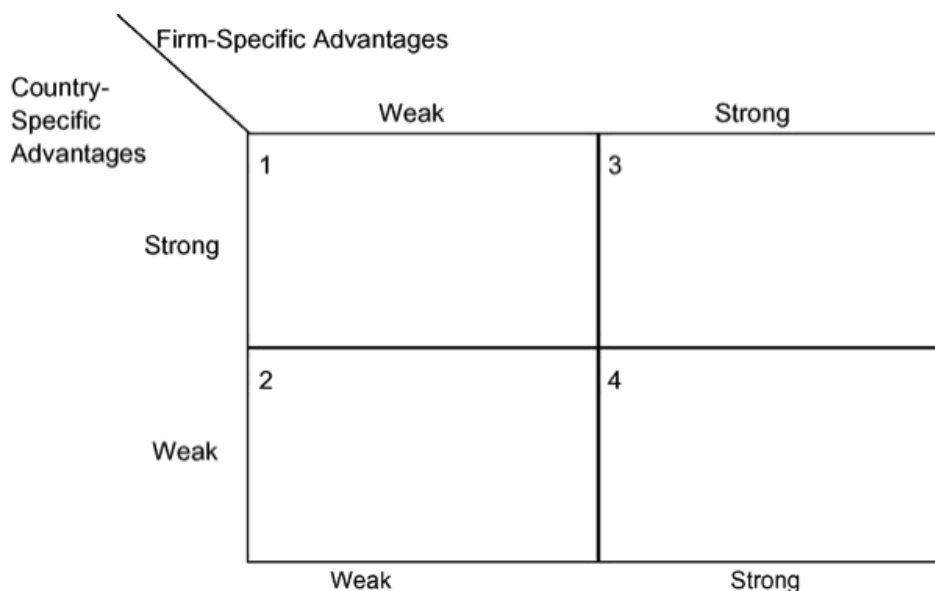 Firm-Specific Advantages
Country-
Specific
Advantages
Weak
Strong
1
3
Strong
2
4
Weak
Weak
Strong